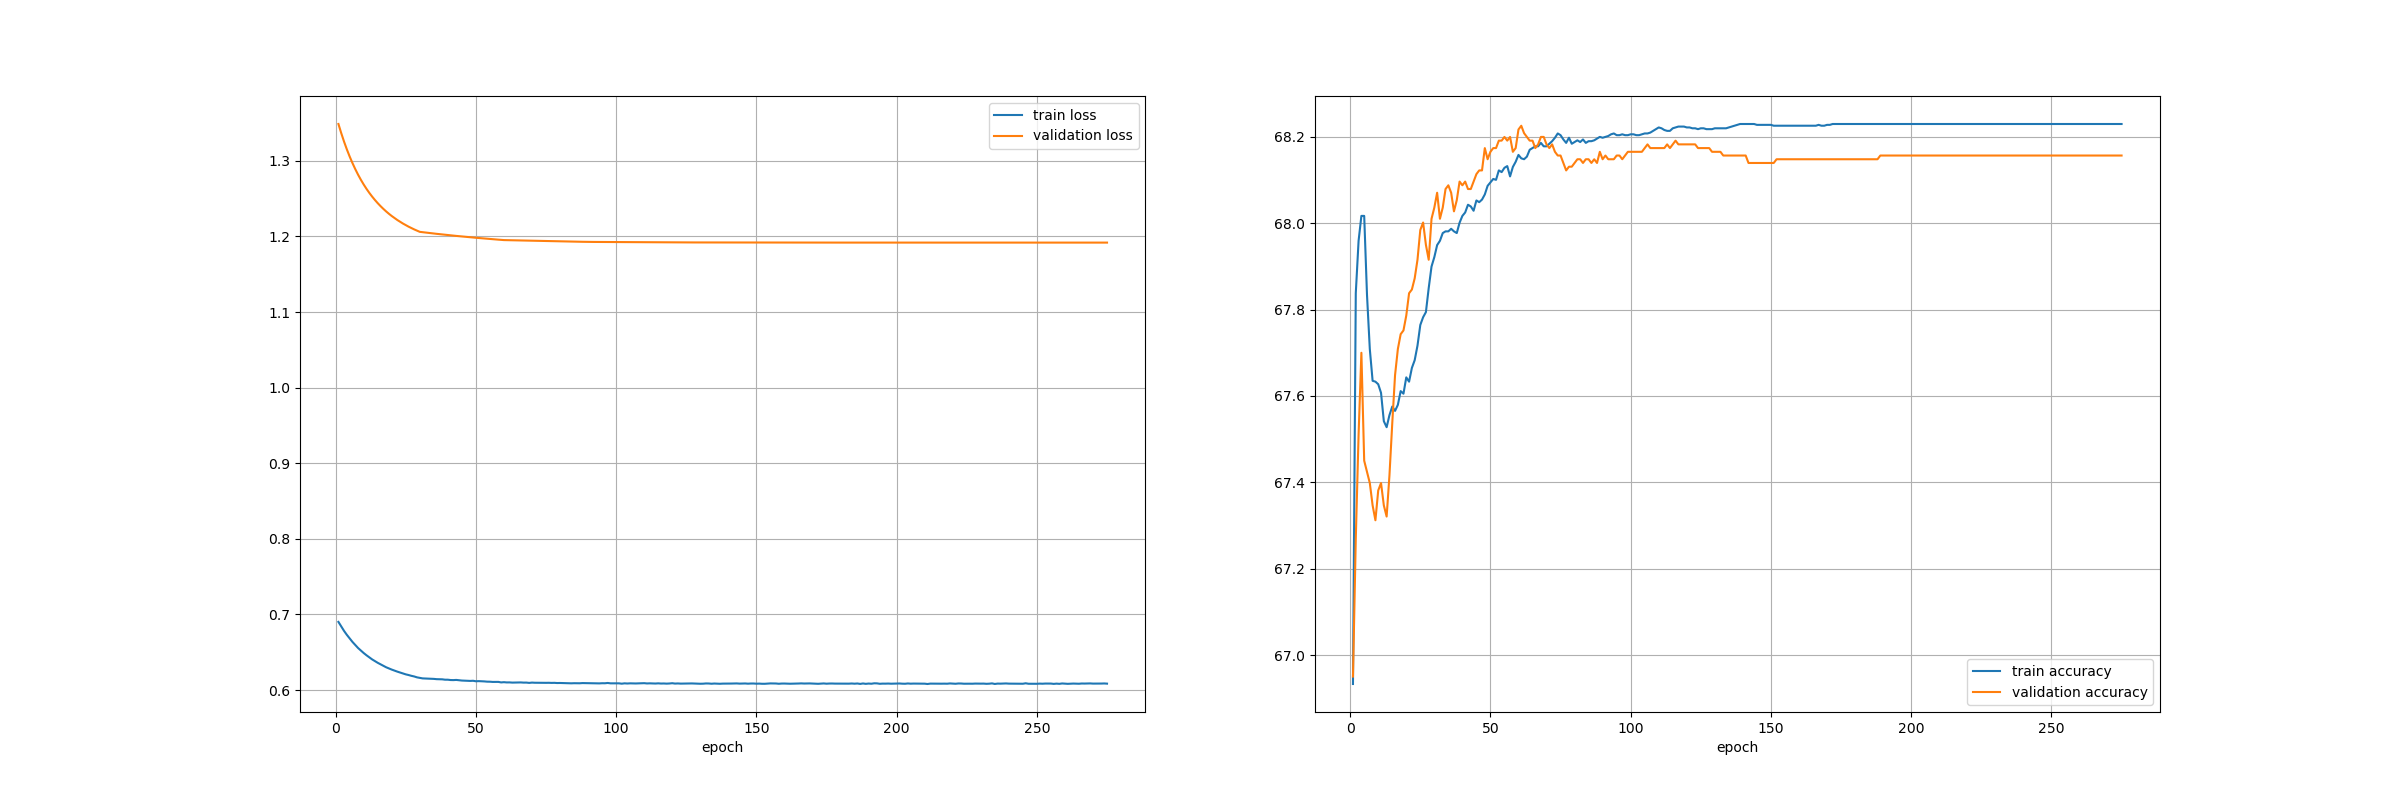 train loss
validation loss
1.3
1.2
1.1
1.0
0.9
0.8
0.7
0.6
0 50 100 150 200 250
epoch
68.2
68.0
67.8
67.6
67.4
67.2
67.0
train accuracy
validation accuracy
0 50 100 150 200 250
epoch